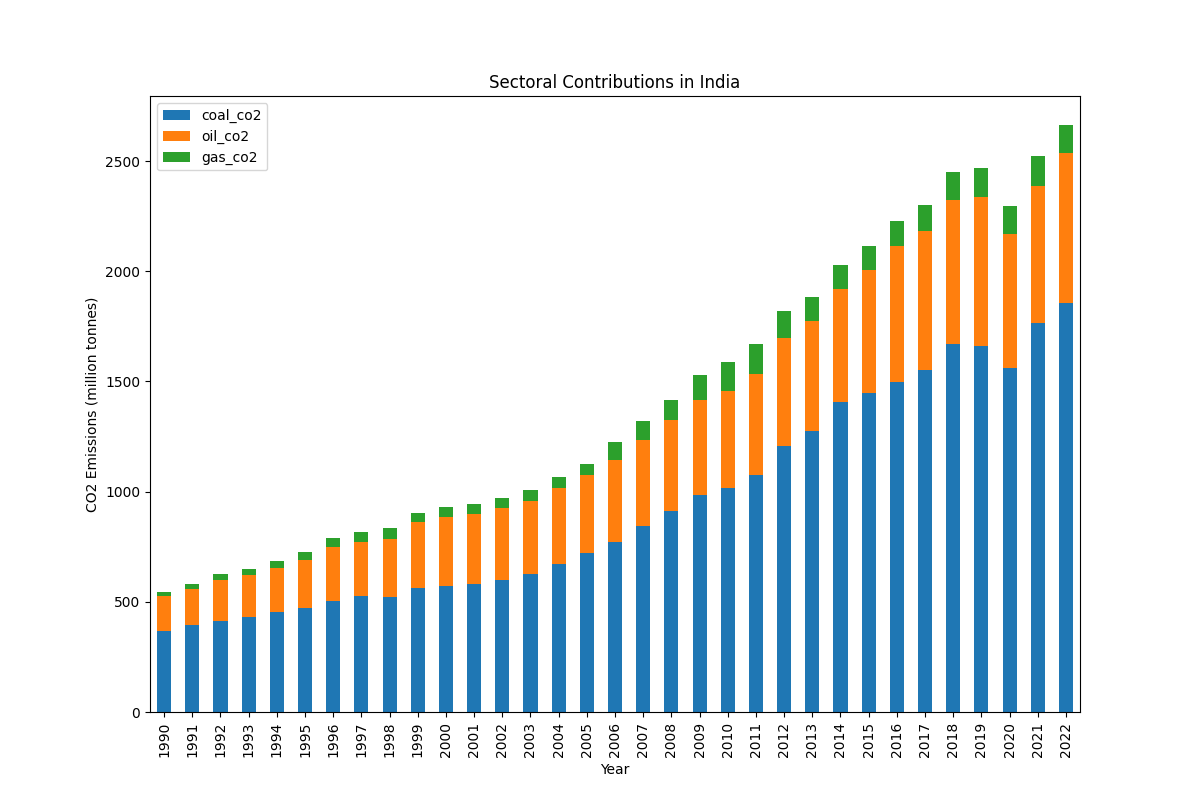 Sectoral Contributions in India
coal_co2
oil_co2
gas_co2
CO2 Emissions (million tonnes)
2500
2000
1500
1000
500
0
1990 1991 1992 1993 1994 1995 1996 1997 1998 1999 2000 2001 2002 2003 2004 2005 2006 2007 2008 2009 2010 2011 2012 2013 2014 2015 2016 2017 2018 2019 2020 2021 2022
Year